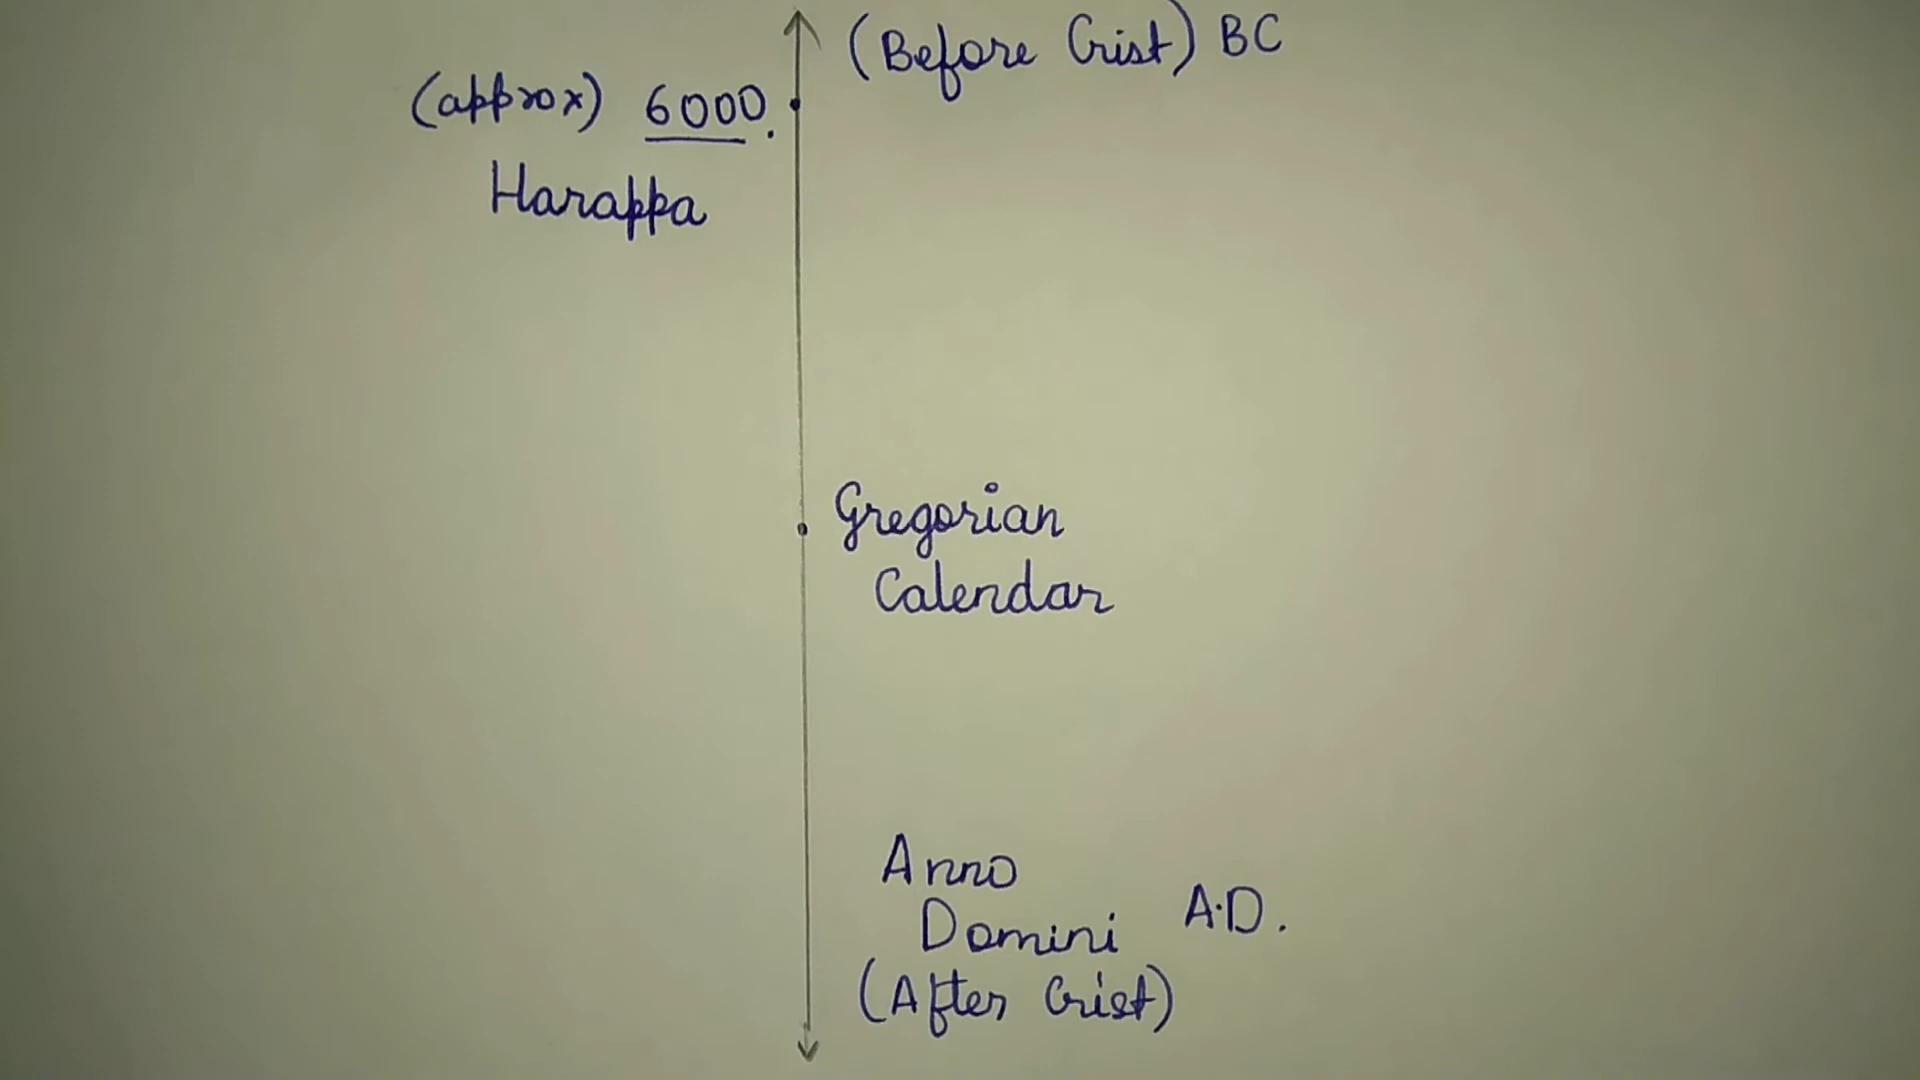 (Before Crist) BC
(approx) 6000.
Harappa
Gregorian
Calendar
Anno
Domini A.D.
(After Crist)